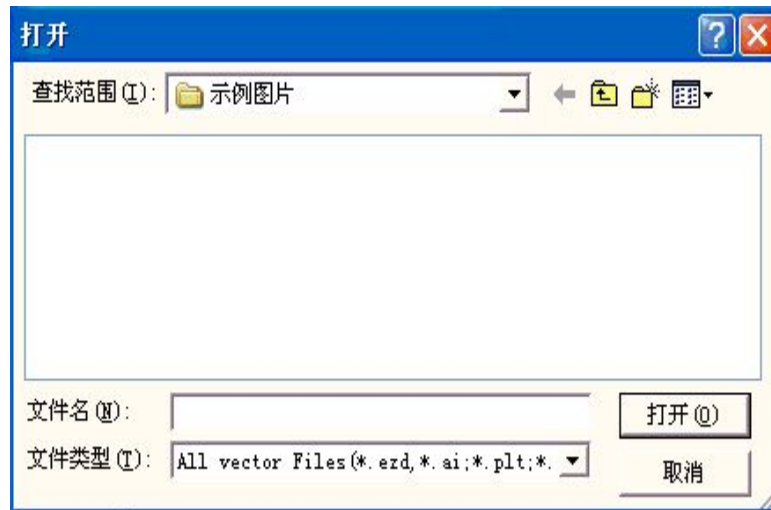 打开
查找范围(I): 示例图片
文件名(N):
打开(O)
文件类型(T): All vector Files(*.ezd,*.ai;*.plt;*.
取消